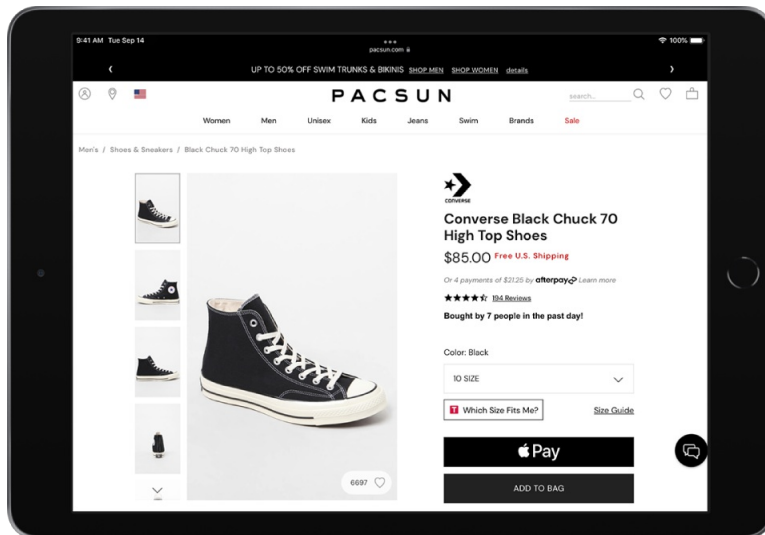 9:41 AM Tue Sep 14
pacsun.com
100%
UP TO 50% OFF SWIM TRUNKS & BIKINIS SHOP MEN SHOP WOMEN details
PACSUN
search...
Women Men Unisex Kids Jeans Swim Brands Sale
Men's / Shoes & Sneakers / Black Chuck 70 High Top Shoes
CONVERSE
Converse Black Chuck 70
High Top Shoes
$85.00 Free U.S. Shipping
Or 4 payments of $21.25 by afterpay Learn more
194 Reviews
Bought by 7 people in the past day!
Color: Black
10 SIZE
T Which Size Fits Me? Size Guide
Pay
6697
ADD TO BAG